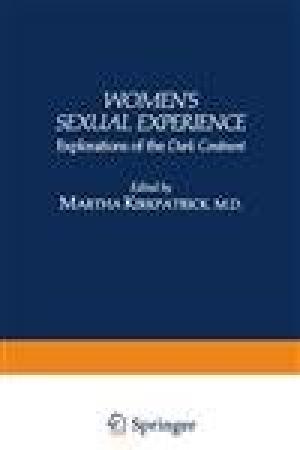 WOMEN'S
SEXUAL EXPERIENCE
Explorations of the Dark Continent
Edited by
MARTHA KIRKPATRICK, M.D.
Springer